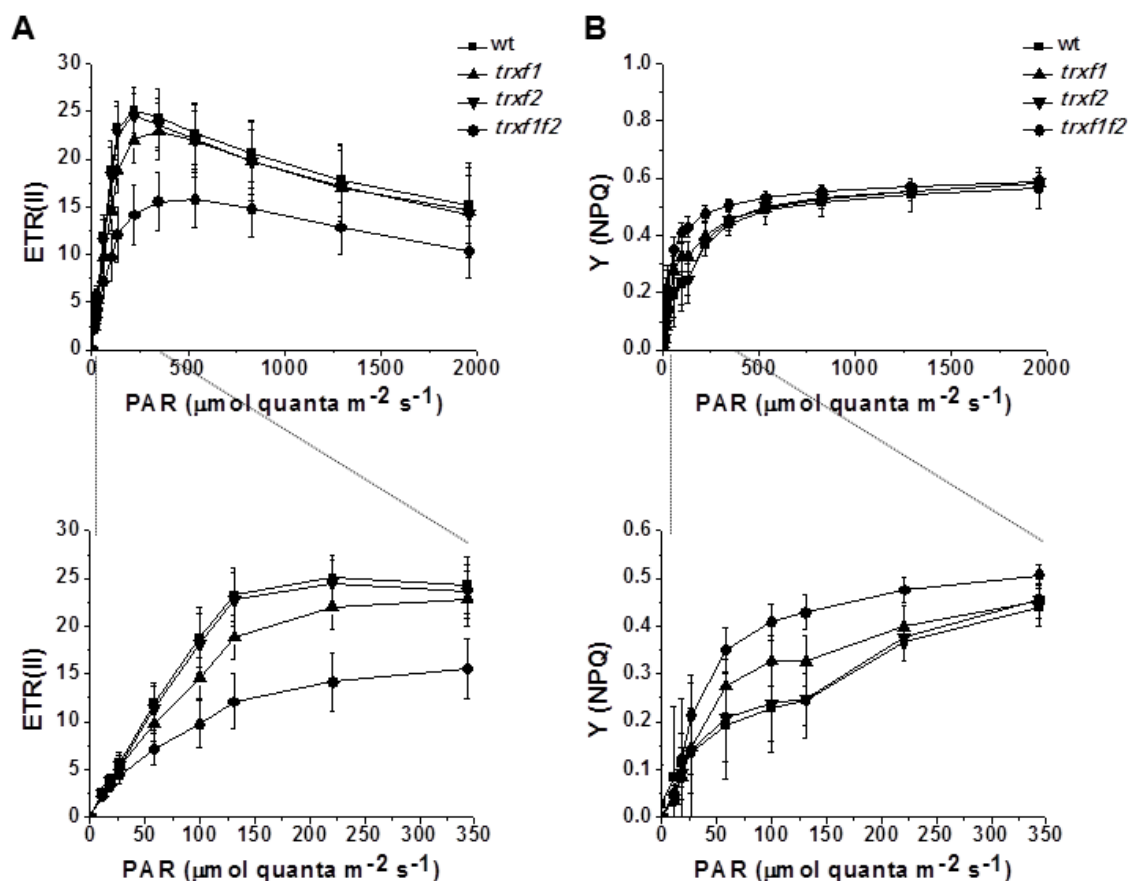 A
B
wt
trxf1
trxf2
trxf1f2
30
25
20
15
10
5
0
ETR(II)
0 500 1000 1500 2000
PAR (μmol quanta m⁻² s⁻¹)
wt
trxf1
trxf2
trxf1f2
1.0
0.8
0.6
0.4
0.2
0.0
Y (NPQ)
0 500 1000 1500 2000
PAR (μmol quanta m⁻² s⁻¹)
30
25
20
15
10
5
0
ETR(II)
0 50 100 150 200 250 300 350
PAR (μmol quanta m⁻² s⁻¹)
0.6
0.5
0.4
0.3
0.2
0.1
0.0
Y (NPQ)
0 50 100 150 200 250 300 350
PAR (μmol quanta m⁻² s⁻¹)